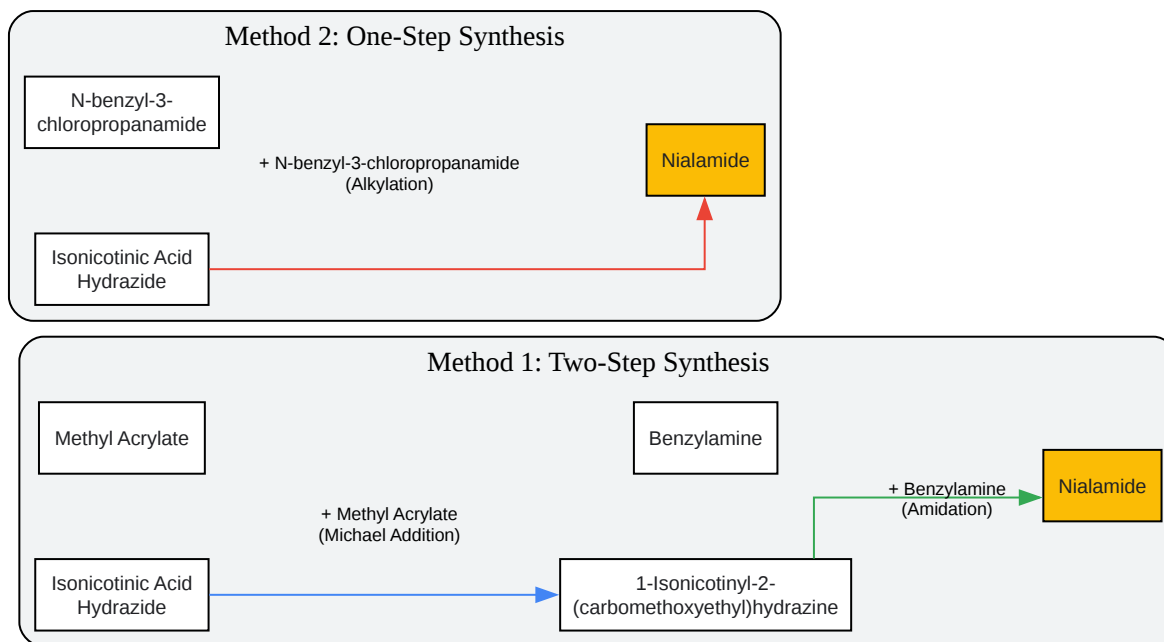 Method 2: One-Step Synthesis
N-benzyl-3-
chloropropanamide
+ N-benzyl-3-chloropropanamide
(Alkylation)
Nialamide
Isonicotinic Acid
Hydrazide
Method 1: Two-Step Synthesis
Methyl Acrylate
Benzylamine
+ Methyl Acrylate
(Michael Addition)
+ Benzylamine
(Amidation)
Nialamide
Isonicotinic Acid
Hydrazide
1-Isonicotinyl-2-
(carbomethoxyethyl)hydrazine